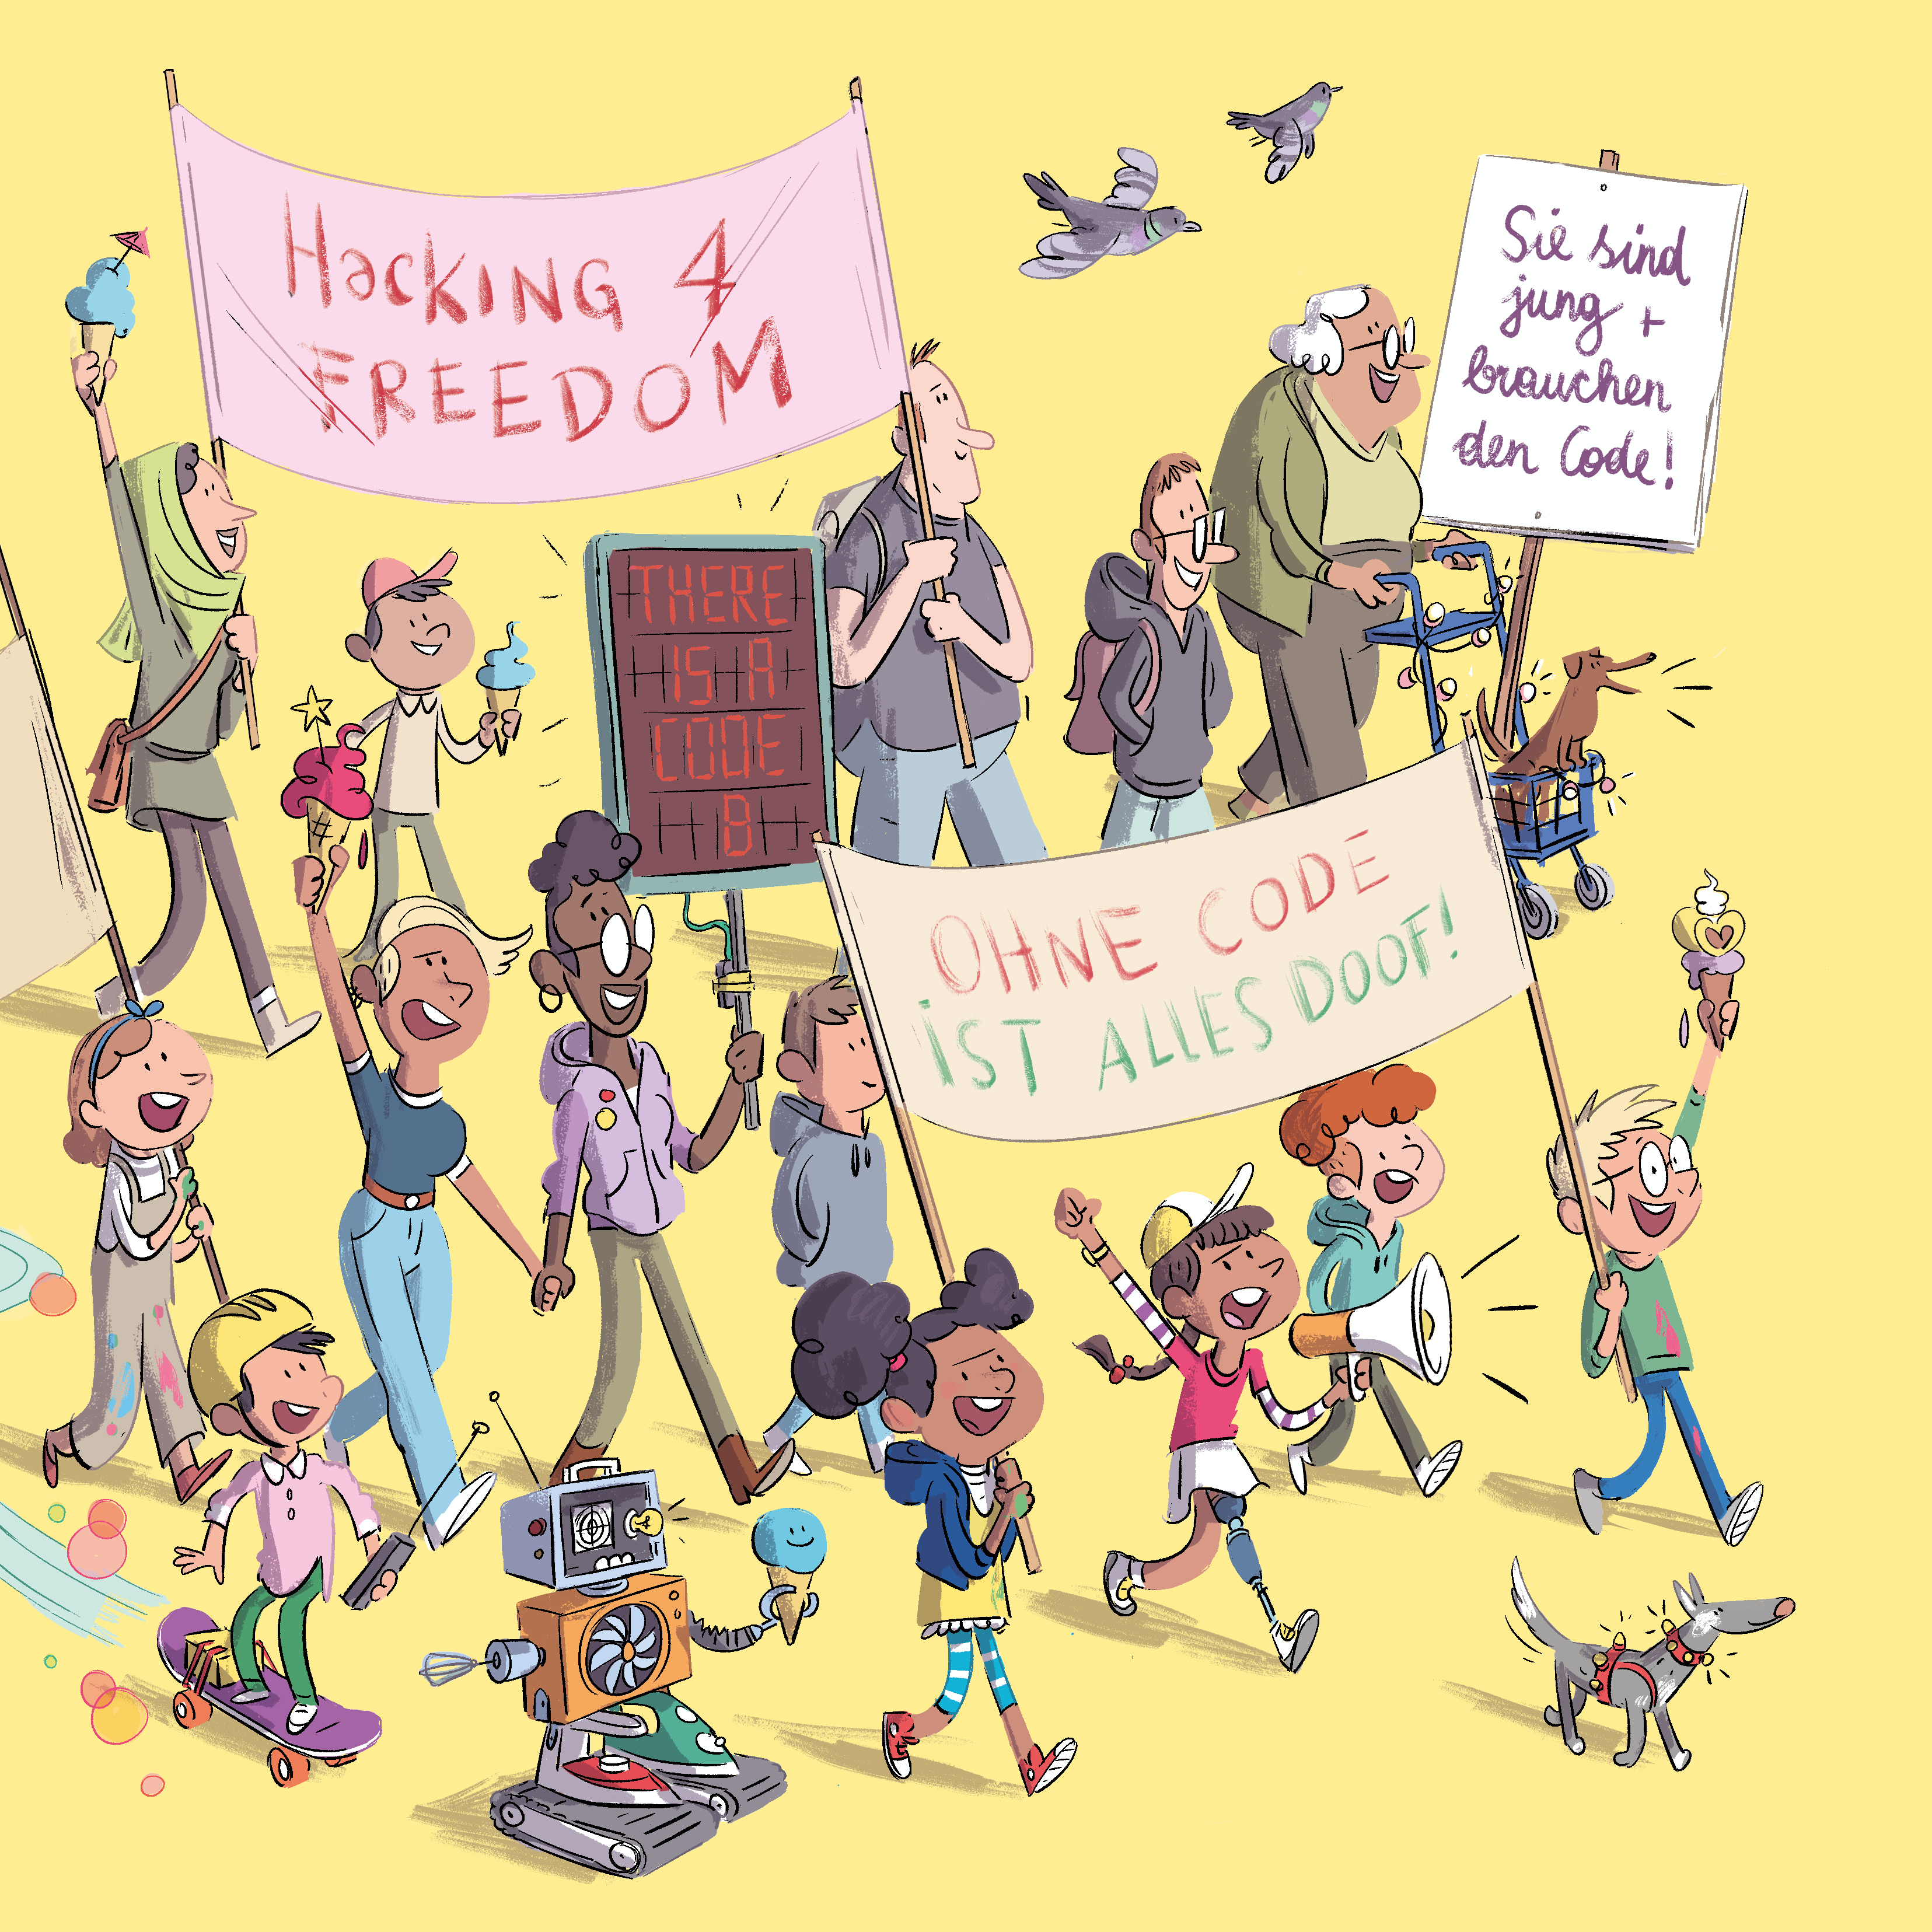 Hacking 4
FREEDOM
Sie sind
jung +
brauchen
den Code!
THERE
IS A
CODE
B
OHNE CODE
IST ALLES DOOF!